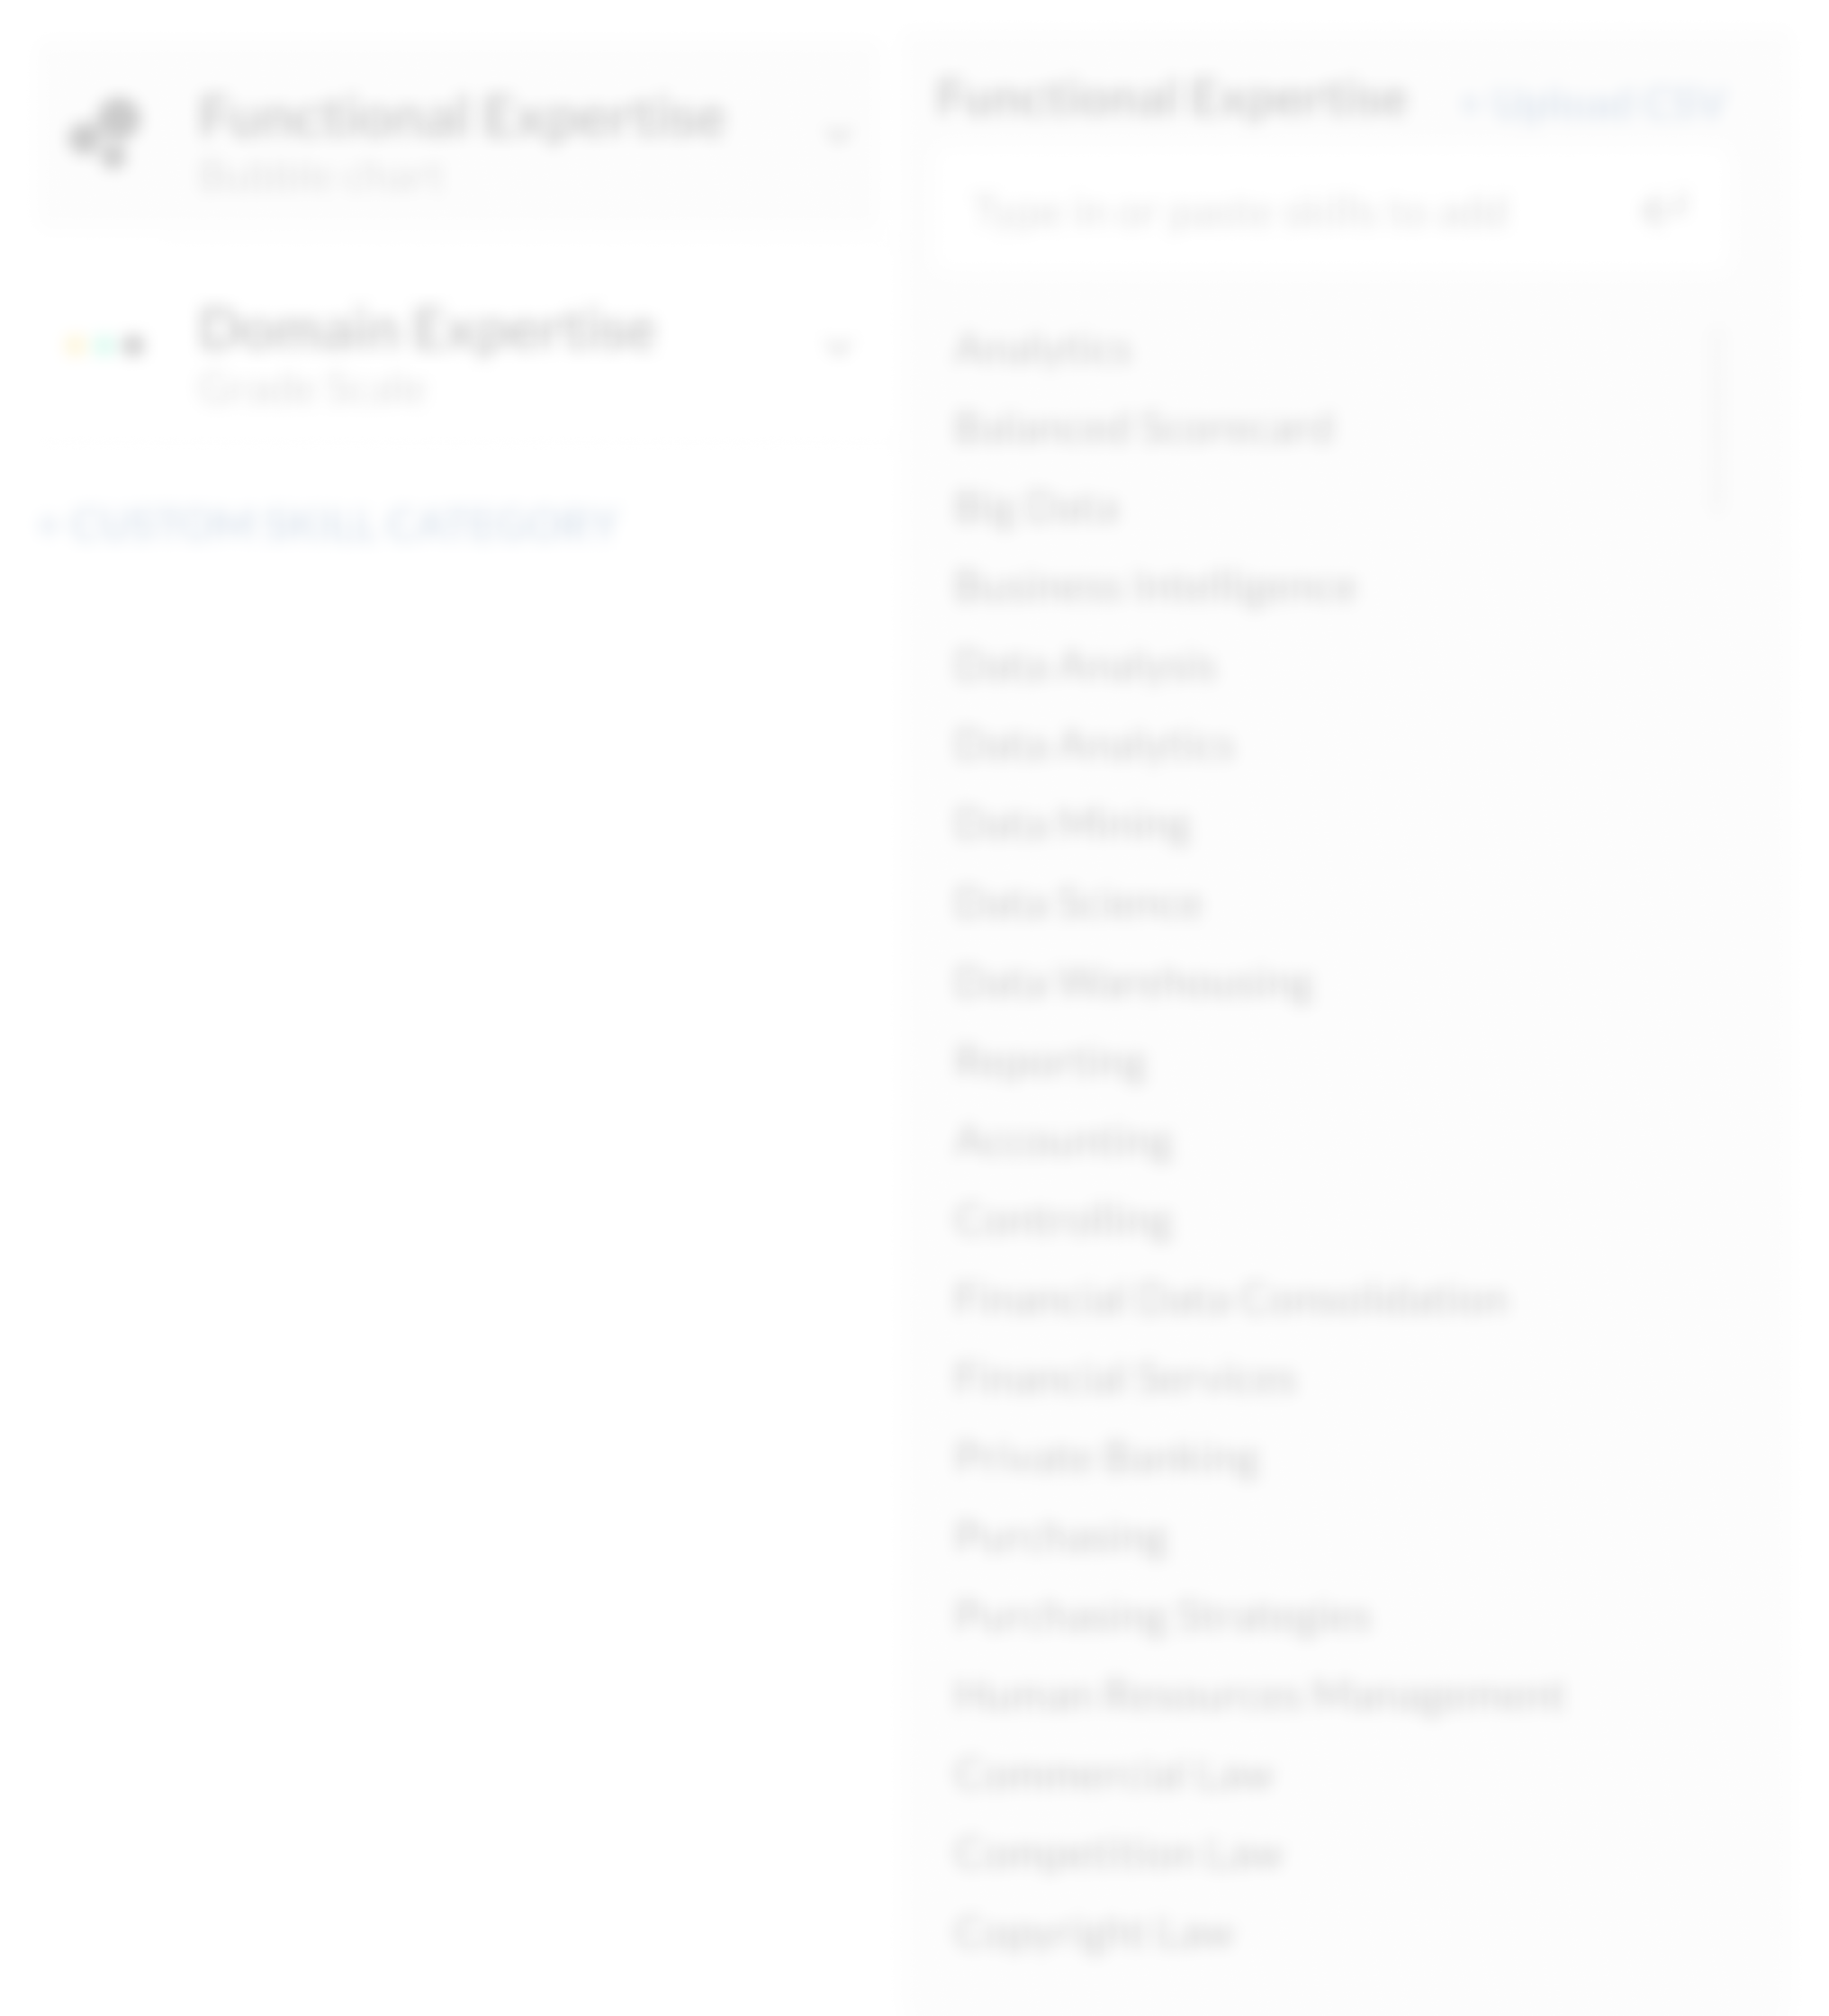 Functional Expertise
Bubble chart
Domain Expertise
Grade Scale
+ CUSTOM SKILL CATEGORY
Functional Expertise
+ Upload CSV
Type in or paste skills to add
Analytics
Balanced Scorecard
Big Data
Business Intelligence
Data Analysis
Data Analytics
Data Mining
Data Science
Data Warehousing
Reporting
Accounting
Controlling
Financial Data Consolidation
Financial Services
Private Banking
Purchasing
Purchasing Strategies
Human Resources Management
Commercial Law
Competition Law
Copyright Law